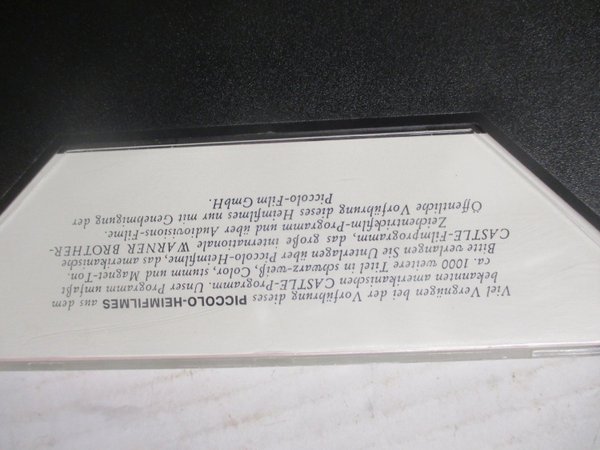 Viel Vergnügen bei der Vorführung dieses PICCOLO-HEIMFILMES aus dem
bekannten amerikanischen CASTLE-Programm. Unser Programm umfaßt
ca. 1000 weitere Titel in schwarz-weiß, Color, stumm und Magnet-Ton.
Bitte verlangen Sie Unterlagen über Piccolo-Heimfilme, das amerikanische
CASTLE-Filmprogramm, das große internationale WARNER BROTHER-
Zeichentrickfilm-Programm und über Audiovisions-Filme.
Öffentliche Vorführung dieses Heimfilmes nur mit Genehmigung der
Piccolo-Film GmbH.